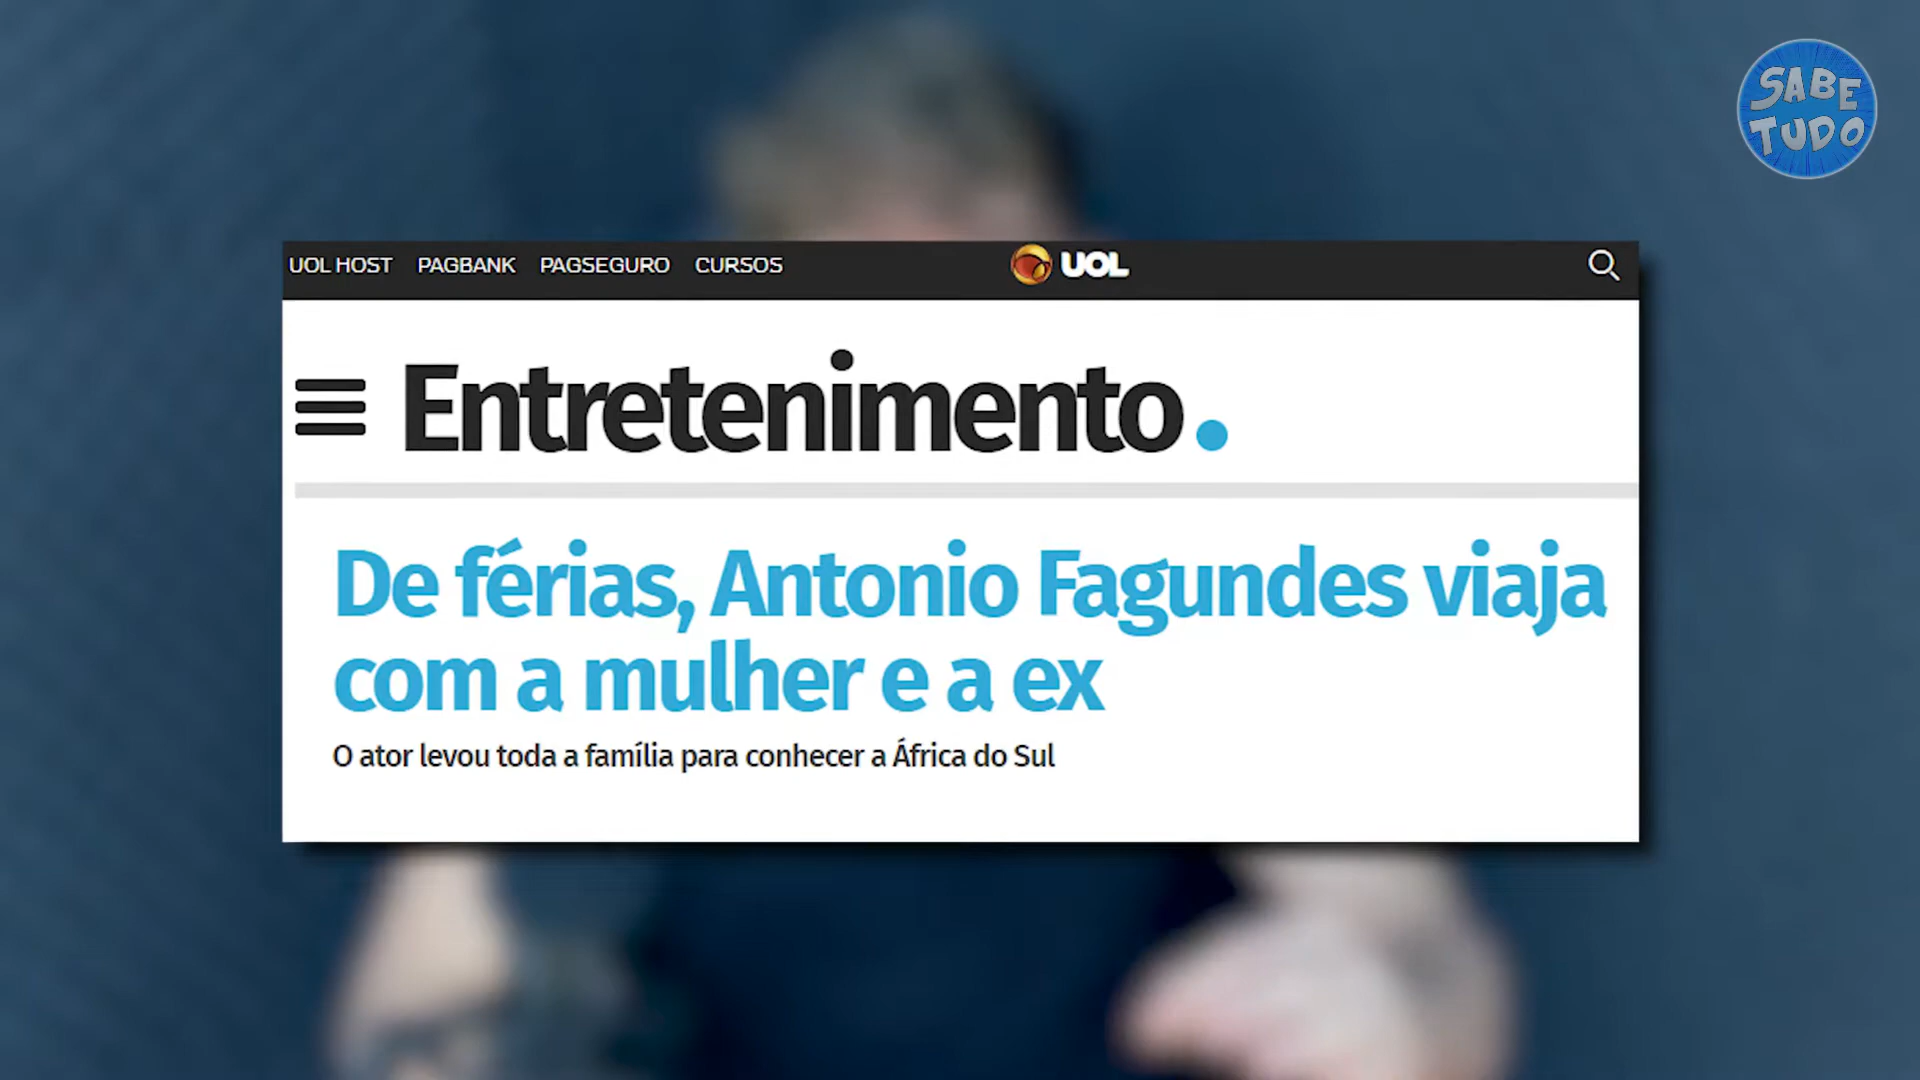 SABE
TUDO
UOL HOST PAGBANK PAGSEGURO CURSOS UOL
Entretenimento.
De férias, Antonio Fagundes viaja
com a mulher e a ex
O ator levou toda a família para conhecer a África do Sul